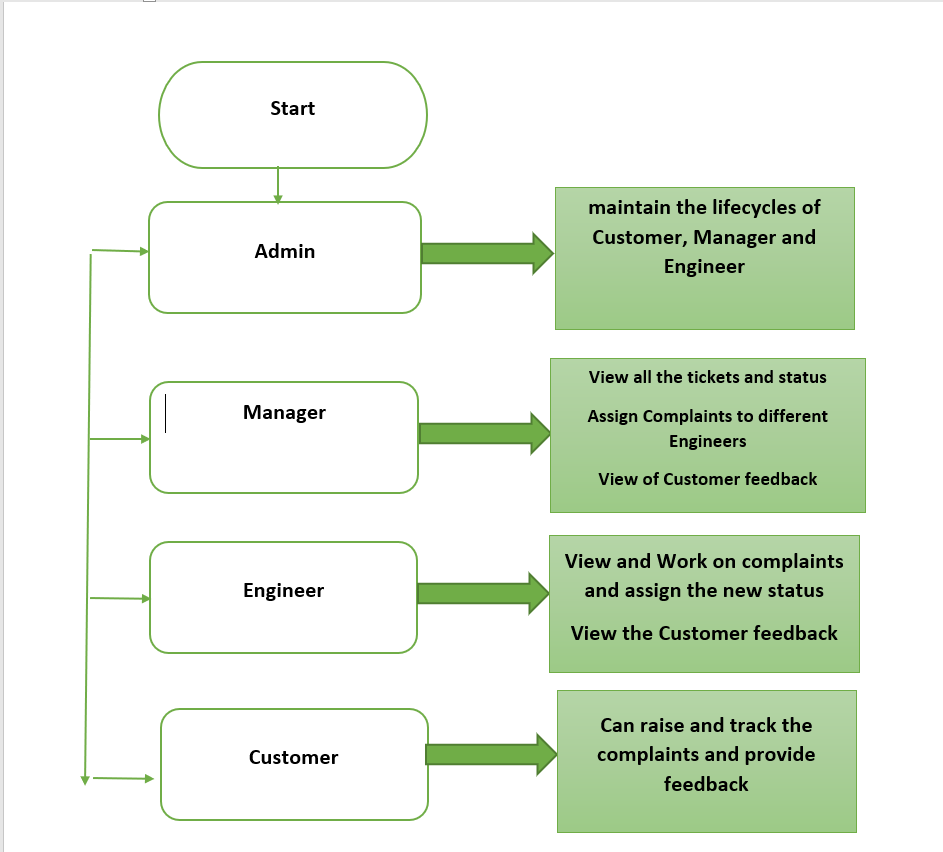 Start
Admin
maintain the lifecycles of
Customer, Manager and
Engineer
Manager
View all the tickets and status
Assign Complaints to different
Engineers
View of Customer feedback
Engineer
View and Work on complaints
and assign the new status
View the Customer feedback
Customer
Can raise and track the
complaints and provide
feedback